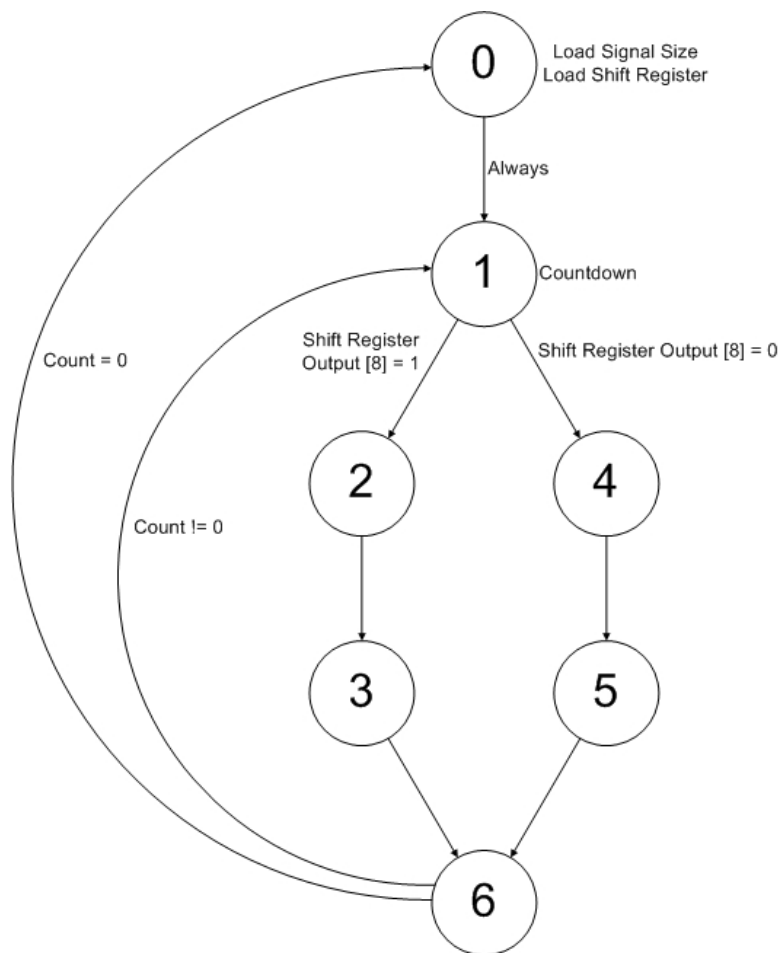 0
Load Signal Size
Load Shift Register
Always
1
Countdown
Shift Register
Output [8] = 1
Shift Register Output [8] = 0
Count = 0
2
4
Count != 0
3
5
6